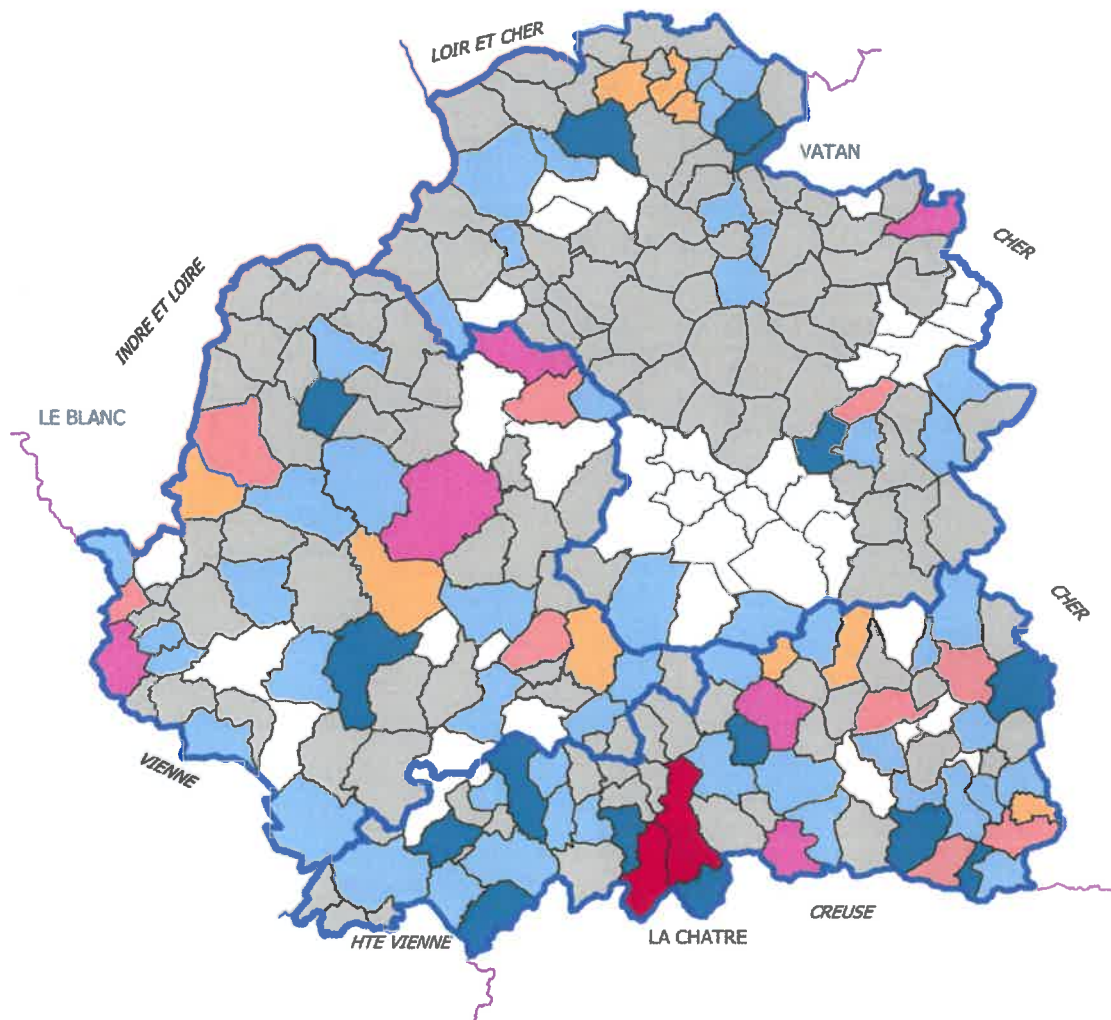 LOIR ET CHER
VATAN
CHER
INDRE ET LOIRE
LE BLANC
CHER
VIENNE
CREUSE
HTE VIENNE
LA CHATRE